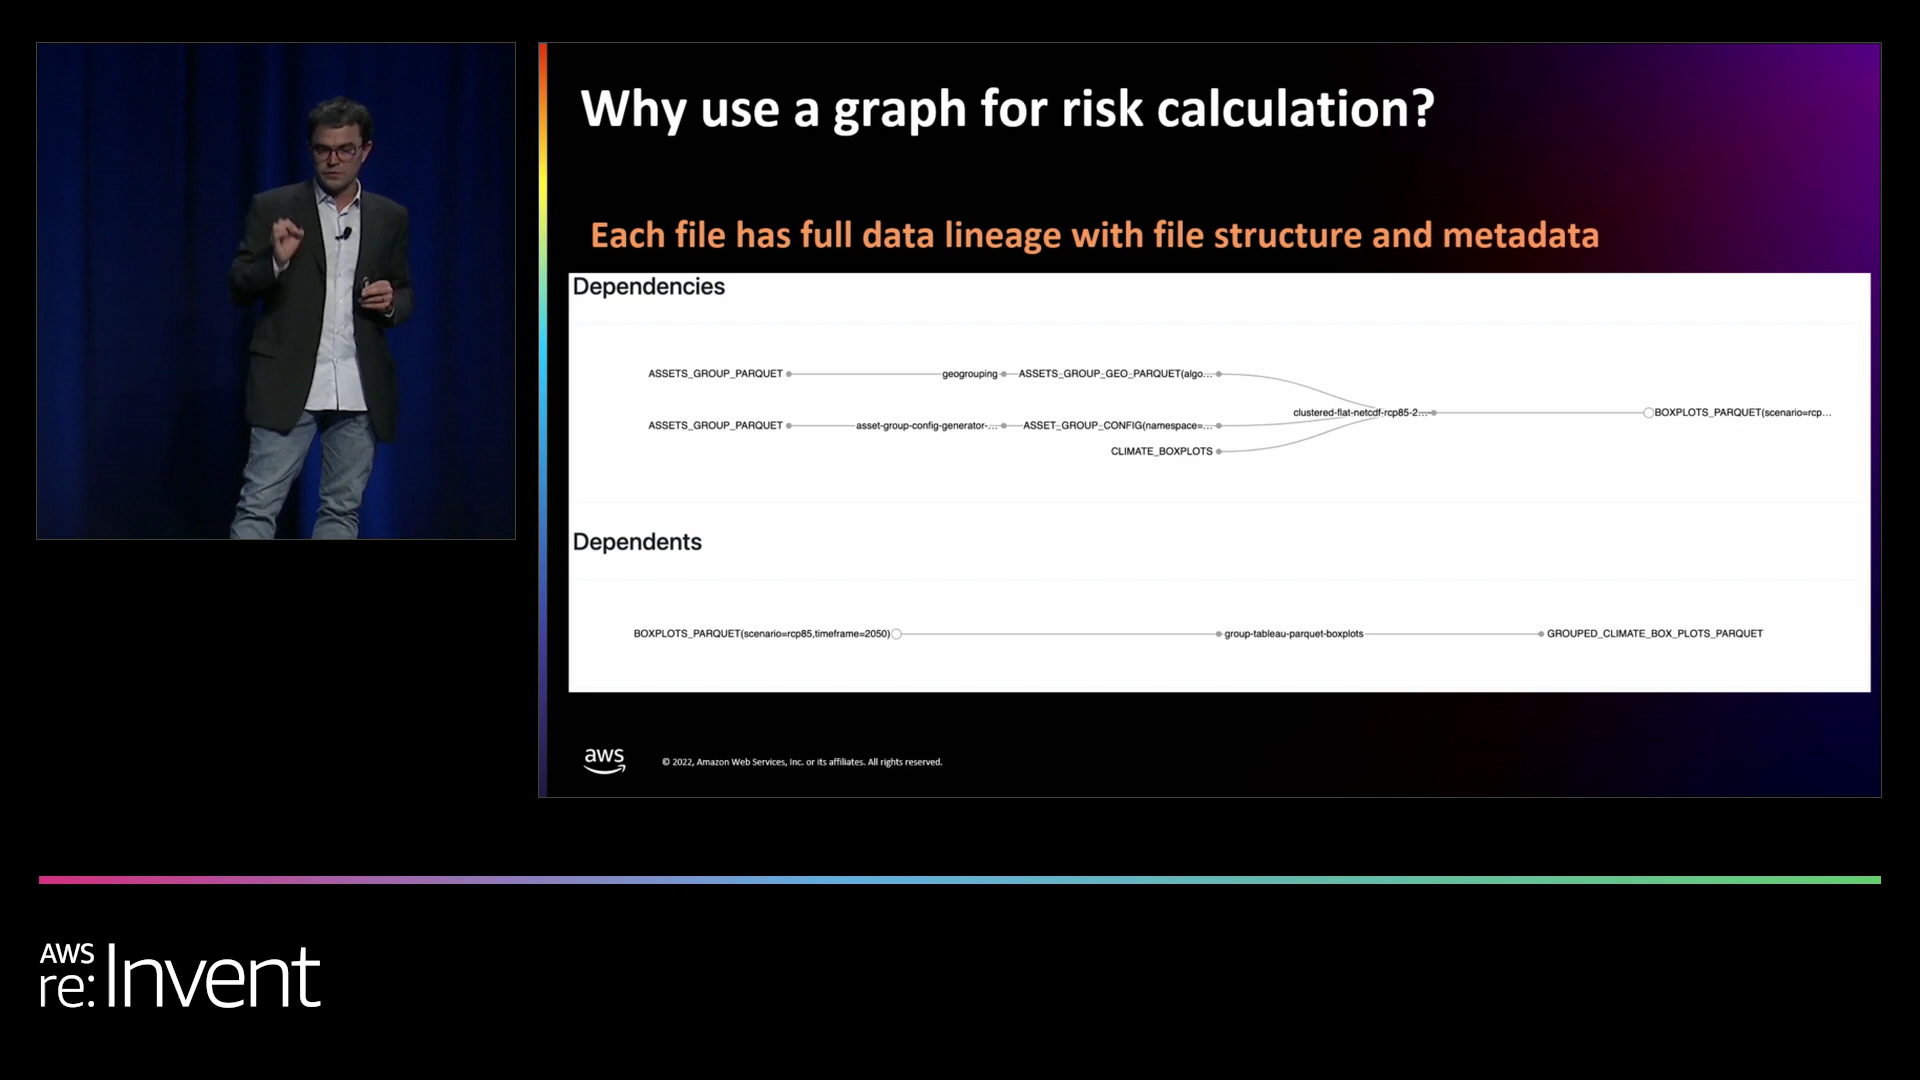 Why use a graph for risk calculation?
Each file has full data lineage with file structure and metadata
Dependencies
ASSETS_GROUP_PARQUET geogrouping ASSETS_GROUP_GEO_PARQUET(algo...
clustered-flat-netcdf-rcp85-2... BOXPLOTS_PARQUET(scenario=rcp...
ASSETS_GROUP_PARQUET asset-group-config-generator-... ASSET_GROUP_CONFIG(namespace=...
CLIMATE_BOXPLOTS
Dependents
BOXPLOTS_PARQUET(scenario=rcp85,timeframe=2050) group-tableau-parquet-boxplots GROUPED_CLIMATE_BOX_PLOTS_PARQUET
aws © 2022, Amazon Web Services, Inc. or its affiliates. All rights reserved.
AWS
re:Invent